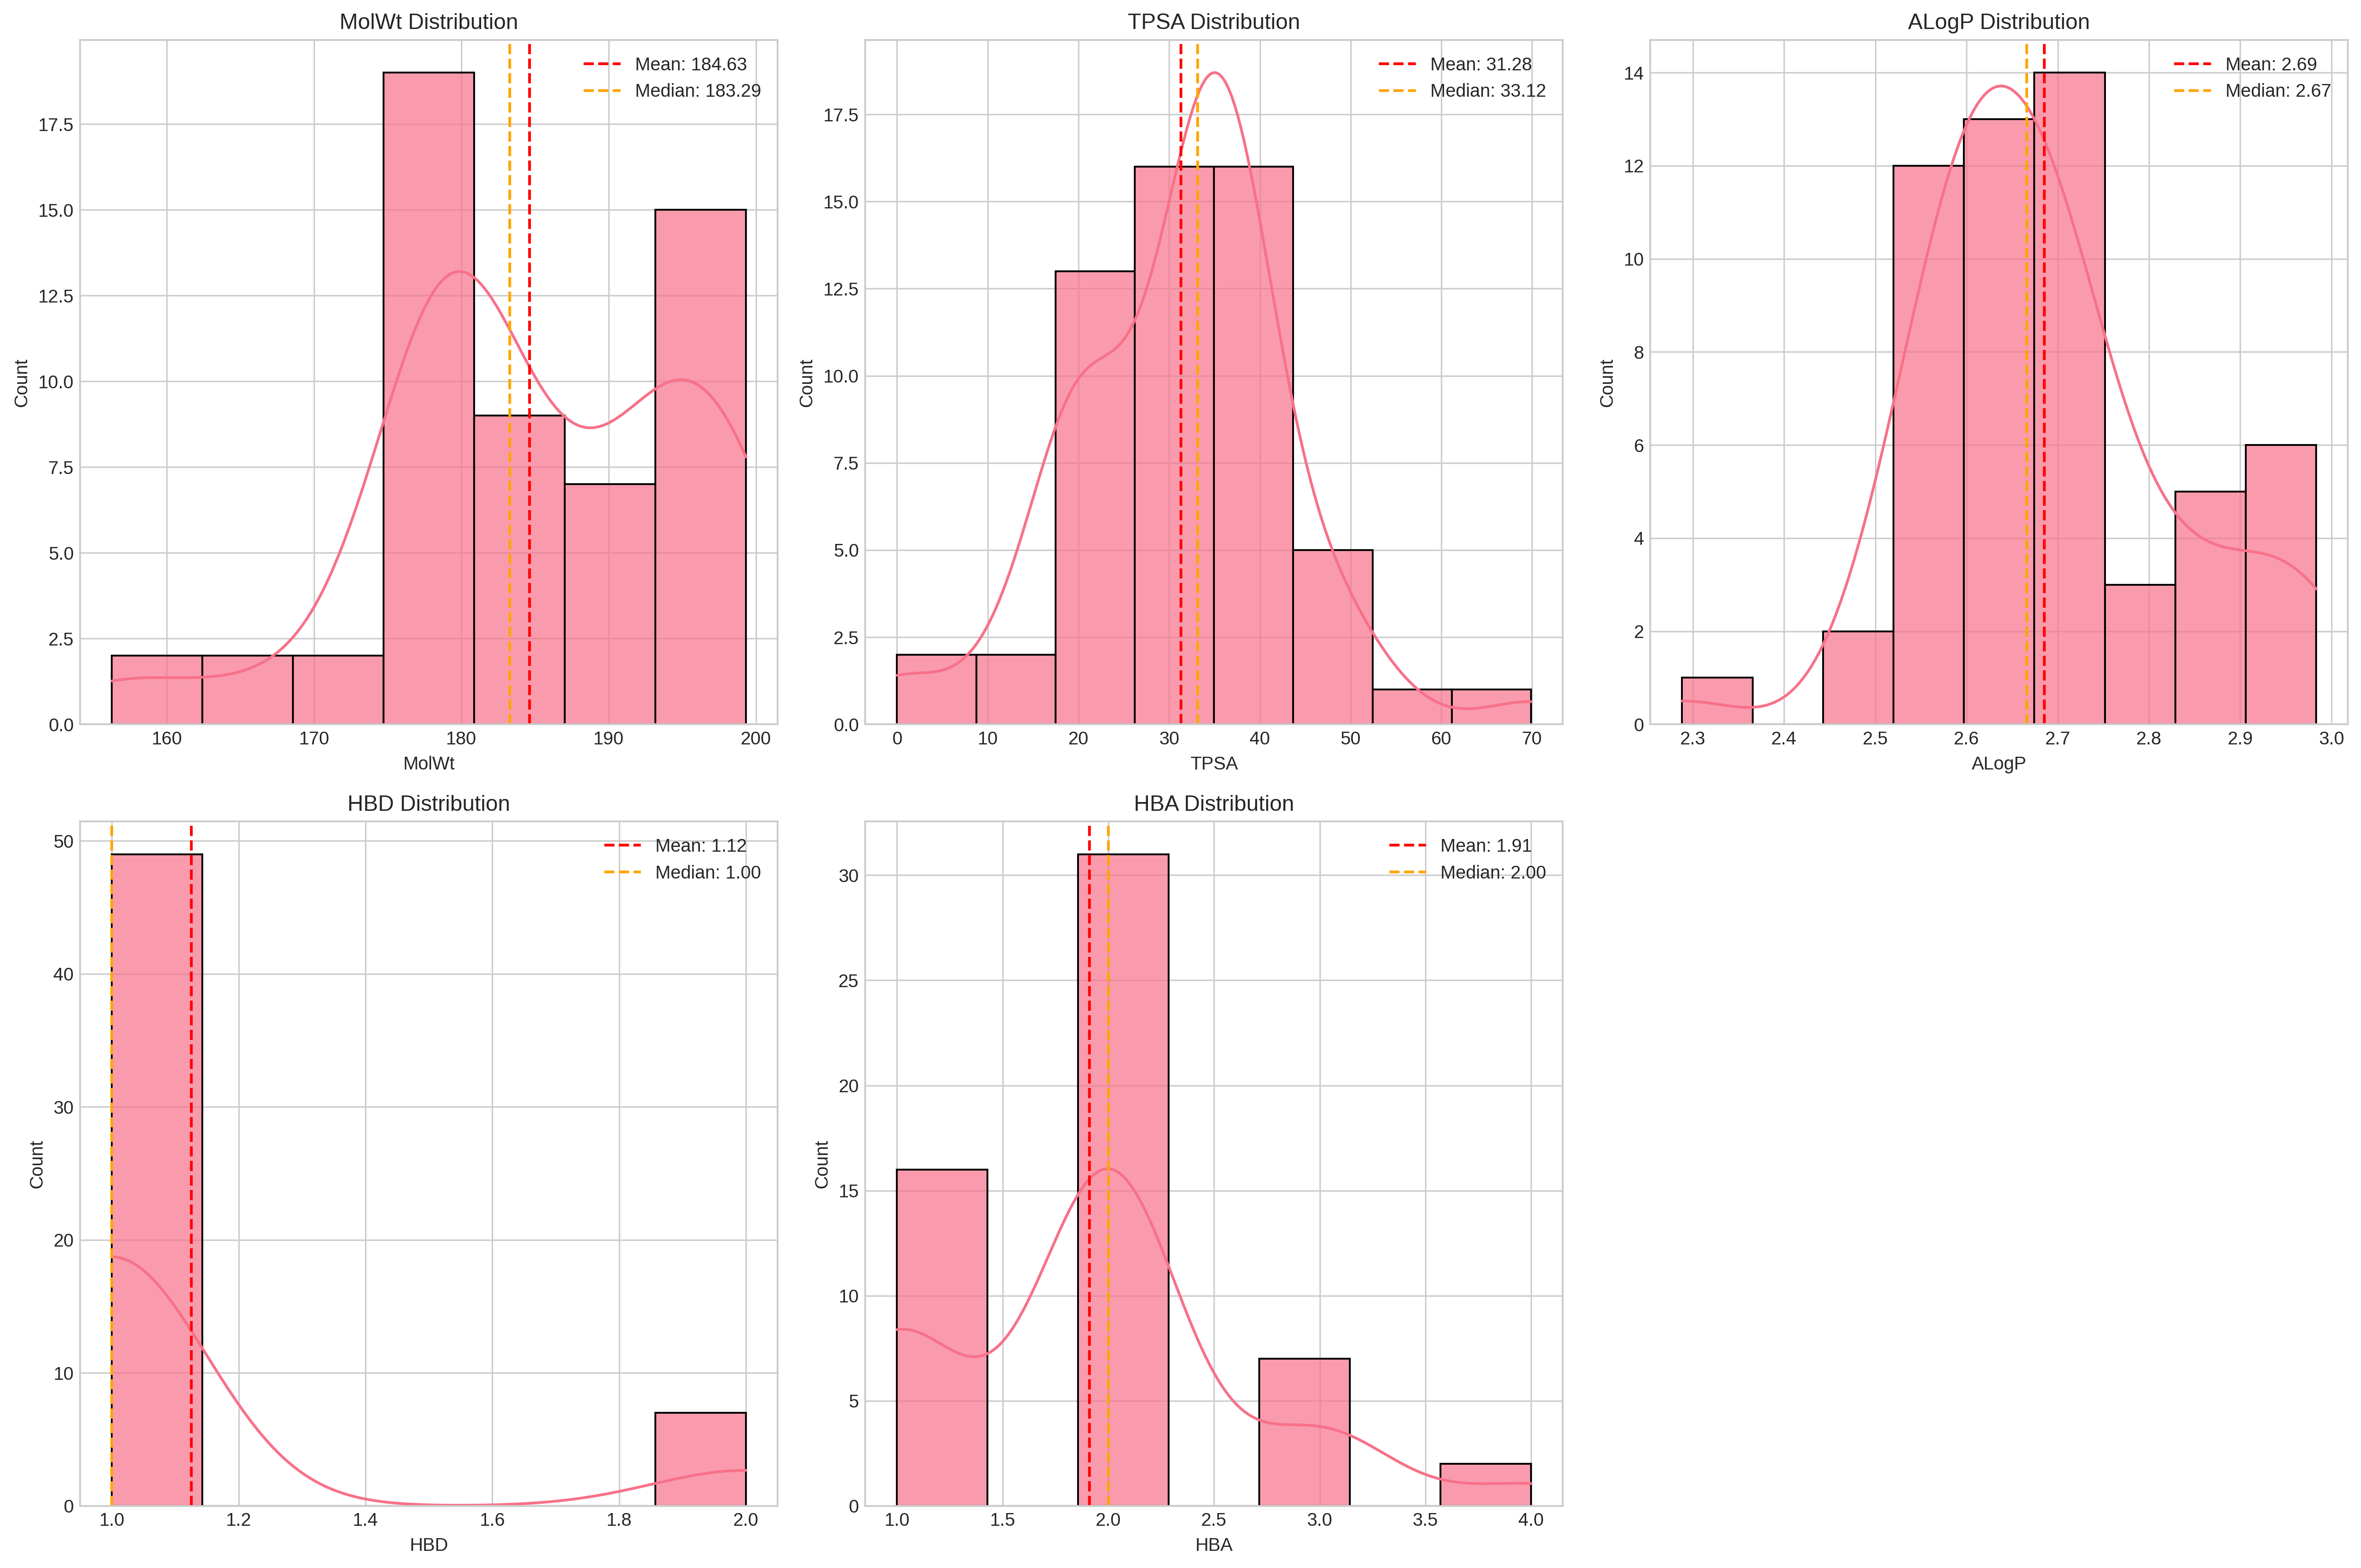 MolWt Distribution
Mean: 184.63
Median: 183.29
17.5
15.0
12.5
10.0
7.5
5.0
2.5
0.0
Count
160 170 180 190 200
MolWt
TPSA Distribution
Mean: 31.28
Median: 33.12
17.5
15.0
12.5
10.0
7.5
5.0
2.5
0.0
Count
0 10 20 30 40 50 60 70
TPSA
ALogP Distribution
Mean: 2.69
Median: 2.67
14
12
10
8
6
4
2
0
Count
2.3 2.4 2.5 2.6 2.7 2.8 2.9 3.0
ALogP
HBD Distribution
Mean: 1.12
Median: 1.00
50
40
30
20
10
0
Count
1.0 1.2 1.4 1.6 1.8 2.0
HBD
HBA Distribution
Mean: 1.91
Median: 2.00
30
25
20
15
10
5
0
Count
1.0 1.5 2.0 2.5 3.0 3.5 4.0
HBA